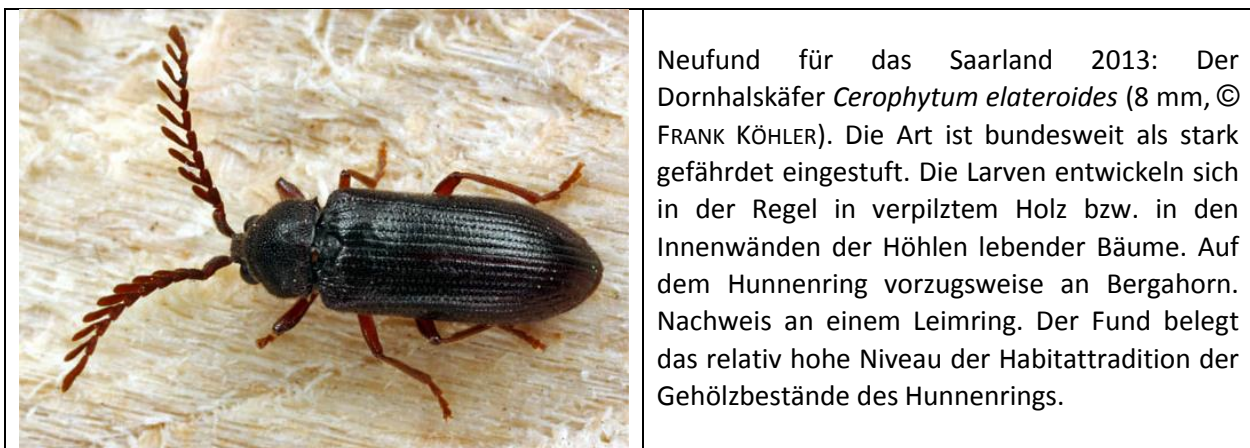 Neufund für das Saarland 2013: Der
Dornhalskäfer Cerophytum elateroides (8 mm, ©
FRANK KÖHLER). Die Art ist bundesweit als stark
gefährdet eingestuft. Die Larven entwickeln sich
in der Regel in verpilztem Holz bzw. in den
Innenwänden der Höhlen lebender Bäume. Auf
dem Hunnenring vorzugsweise an Bergahorn.
Nachweis an einem Leimring. Der Fund belegt
das relativ hohe Niveau der Habitattradition der
Gehölzbestände des Hunnenrings.